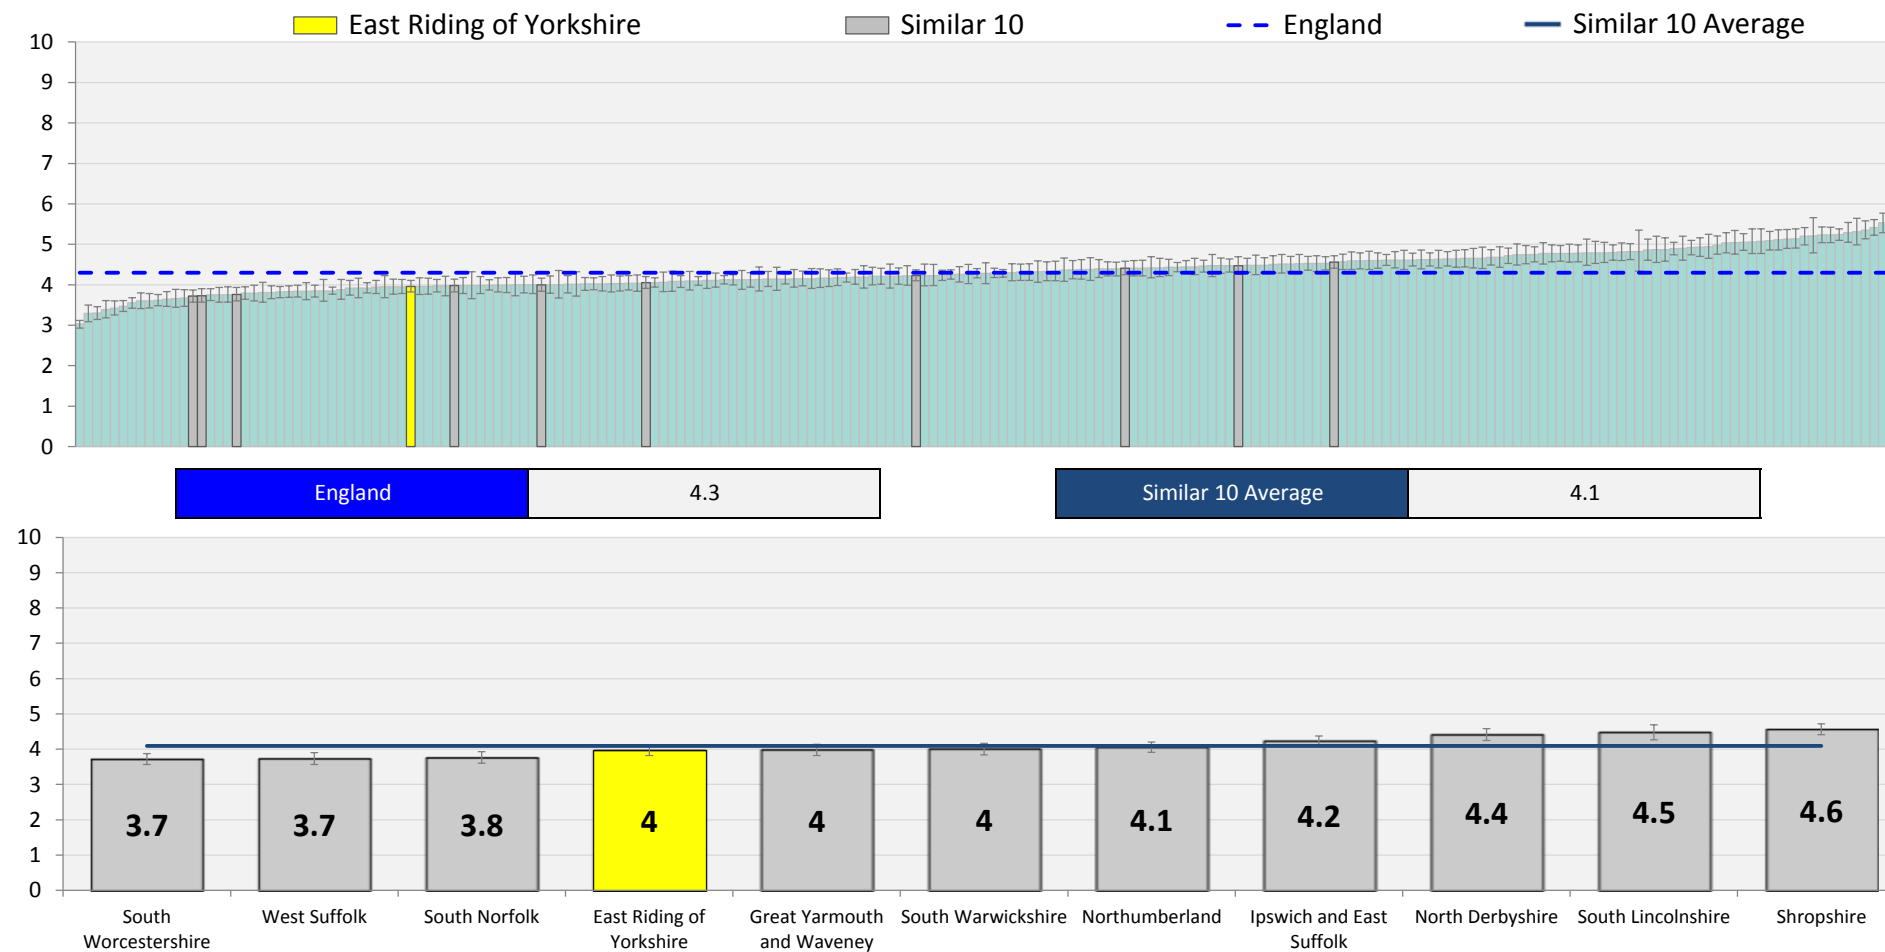 East Riding of Yorkshire
Similar 10
England
Similar 10 Average
10
9
8
7
6
5
4
3
2
1
0
England
4.3
Similar 10 Average
4.1
10
9
8
7
6
5
4
3
2
1
0
3.7
3.7
3.8
4
4
4
4.1
4.2
4.4
4.5
4.6
South
Worcestershire
West Suffolk
South Norfolk
East Riding of
Yorkshire
Great Yarmouth
and Waveney
South Warwickshire
Northumberland
Ipswich and East
Suffolk
North Derbyshire
South Lincolnshire
Shropshire